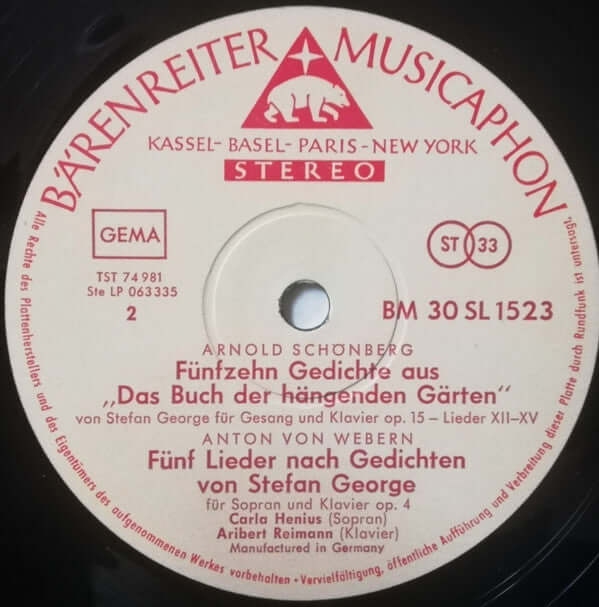 BÄRENREITER MUSICAPHON
KASSEL- BASEL- PARIS- NEW YORK
STEREO
GEMA
ST 33
TST 74 981
Ste LP 063 335
2
BM 30 SL 1523
ARNOLD SCHÖNBERG
Fünfzehn Gedichte aus
„Das Buch der hängenden Gärten"
von Stefan George für Gesang und Klavier op. 15 – Lieder XII–XV
ANTON VON WEBERN
Fünf Lieder nach Gedichten
von Stefan George
für Sopran und Klavier op. 4
Carla Henius (Sopran)
Aribert Reimann (Klavier)
Manufactured in Germany
Alle Rechte des Plattenherstellers und des Eigentümers des aufgenommenen Werkes vorbehalten • Vervielfältigung, öffentliche Aufführung und Verbreitung dieser Platte durch Rundfunk ist untersagt.